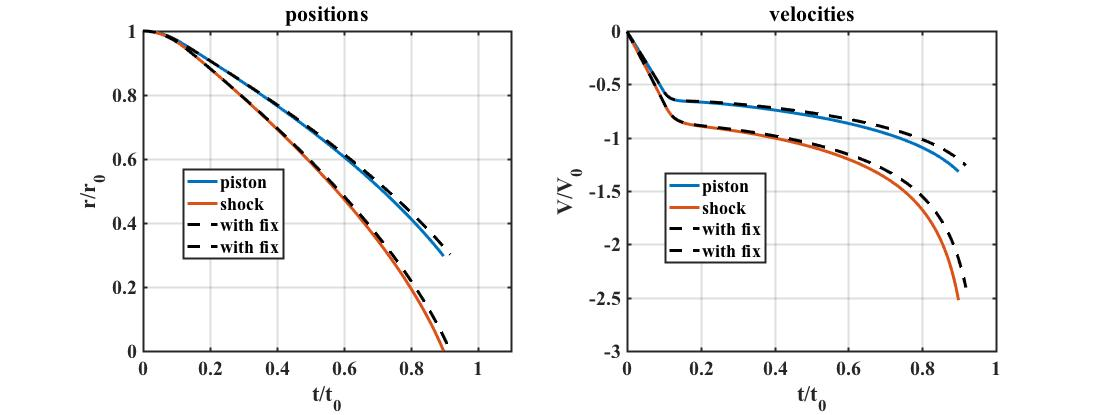 positions
1
0.8
0.6
0.4
0.2
0
r/r0
piston
shock
with fix
with fix
0
0.2
0.4
0.6
0.8
1
t/t0
velocities
0
-0.5
-1
-1.5
-2
-2.5
-3
V/V0
piston
shock
with fix
with fix
0
0.2
0.4
0.6
0.8
1
t/t0